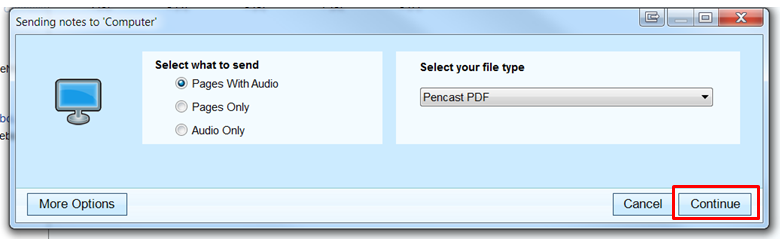 Sending notes to 'Computer'
Select what to send
Pages With Audio
Pages Only
Audio Only
Select your file type
Pencast PDF
More Options
Cancel
Continue